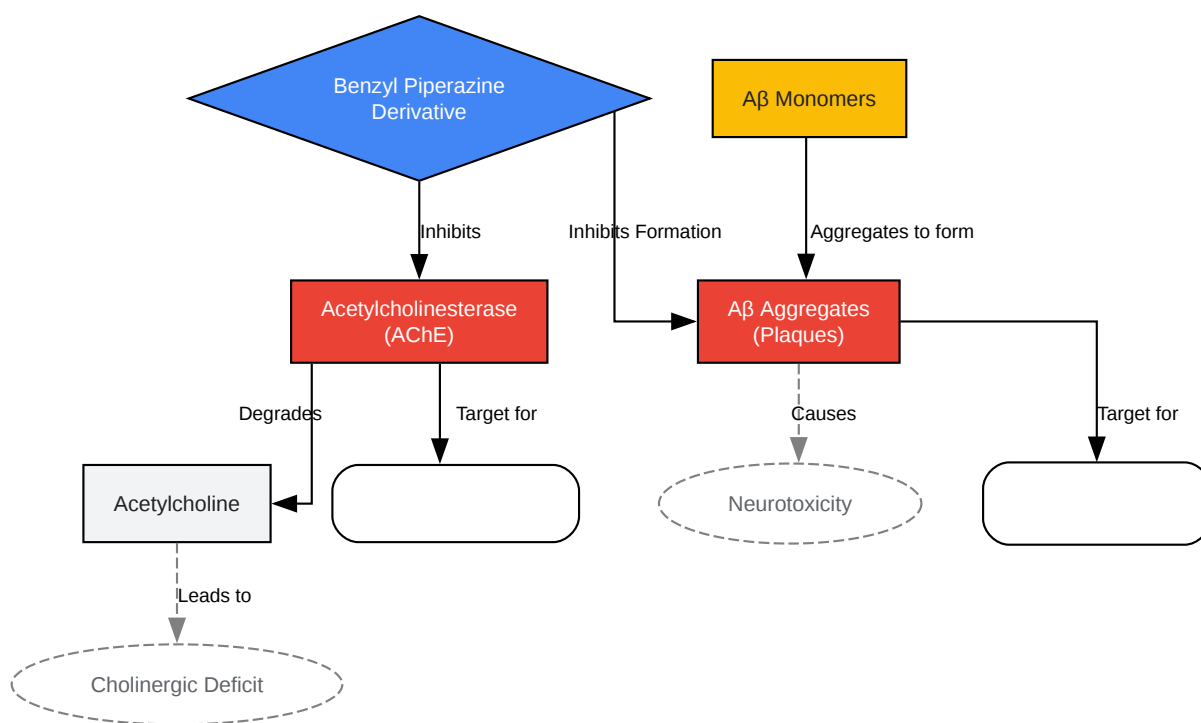 Benzyl Piperazine
Derivative
Aβ Monomers
Inhibits
Inhibits Formation
Aggregates to form
Acetylcholinesterase
(AChE)
Aβ Aggregates
(Plaques)
Degrades
Target for
Causes
Target for
Acetylcholine
Neurotoxicity
Leads to
Cholinergic Deficit